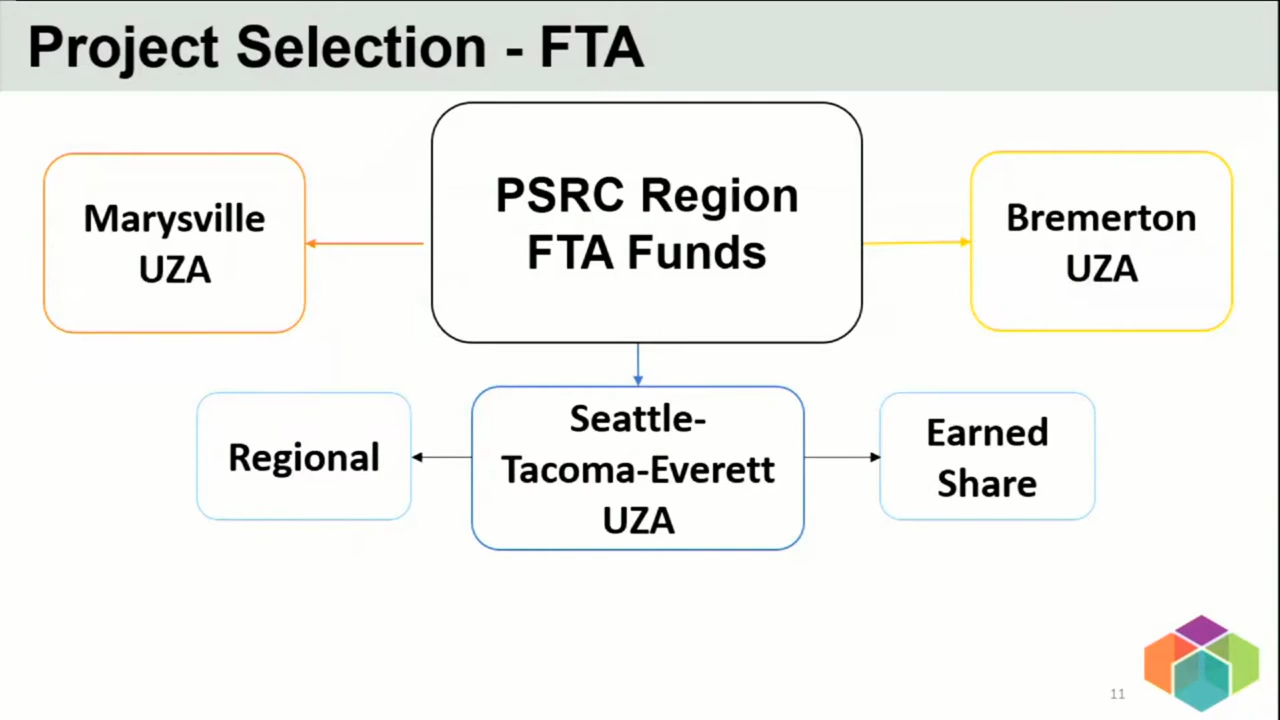 Project Selection - FTA
PSRC Region
FTA Funds
Marysville
UZA
Bremerton
UZA
Regional
Seattle-
Tacoma-Everett
UZA
Earned
Share
11